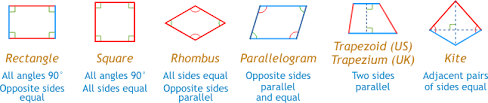 Rectangle
All angles 90°
Opposite sides
equal
Square
All angles 90°
All sides equal
Rhombus
All sides equal
Opposite sides
parallel
Parallelogram
Opposite sides
parallel
and equal
Trapezoid (US)
Trapezium (UK)
Two sides
parallel
Kite
Adjacent pairs
of sides equal